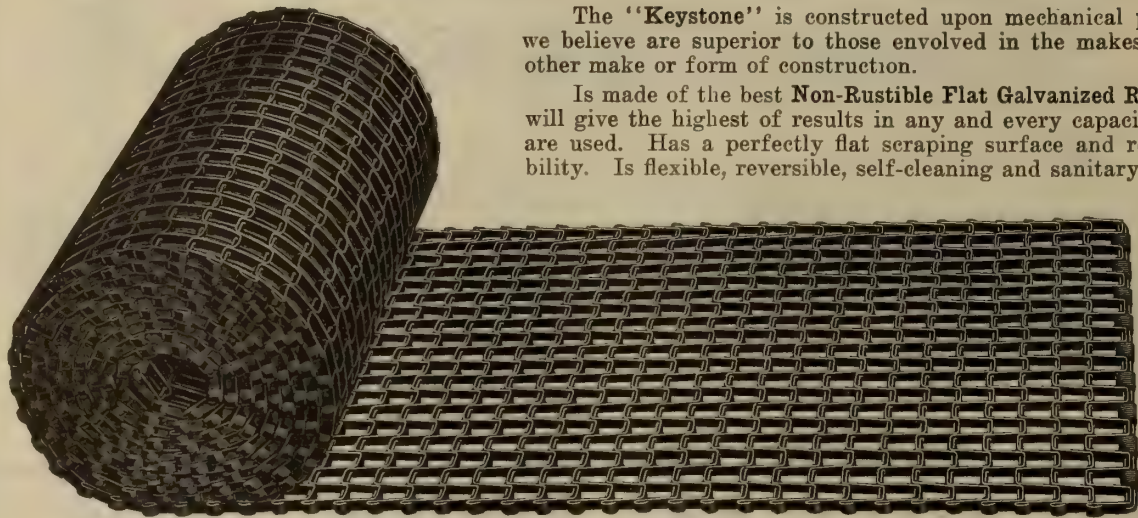 The "Keystone" is constructed upon mechanical
we believe are superior to those envolved in the makes
other make or form of construction.
Is made of the best Non-Rustible Flat Galvanized R
will give the highest of results in any and every capaci
are used. Has a perfectly flat scraping surface and r
bility. Is flexible, reversible, self-cleaning and sanitary